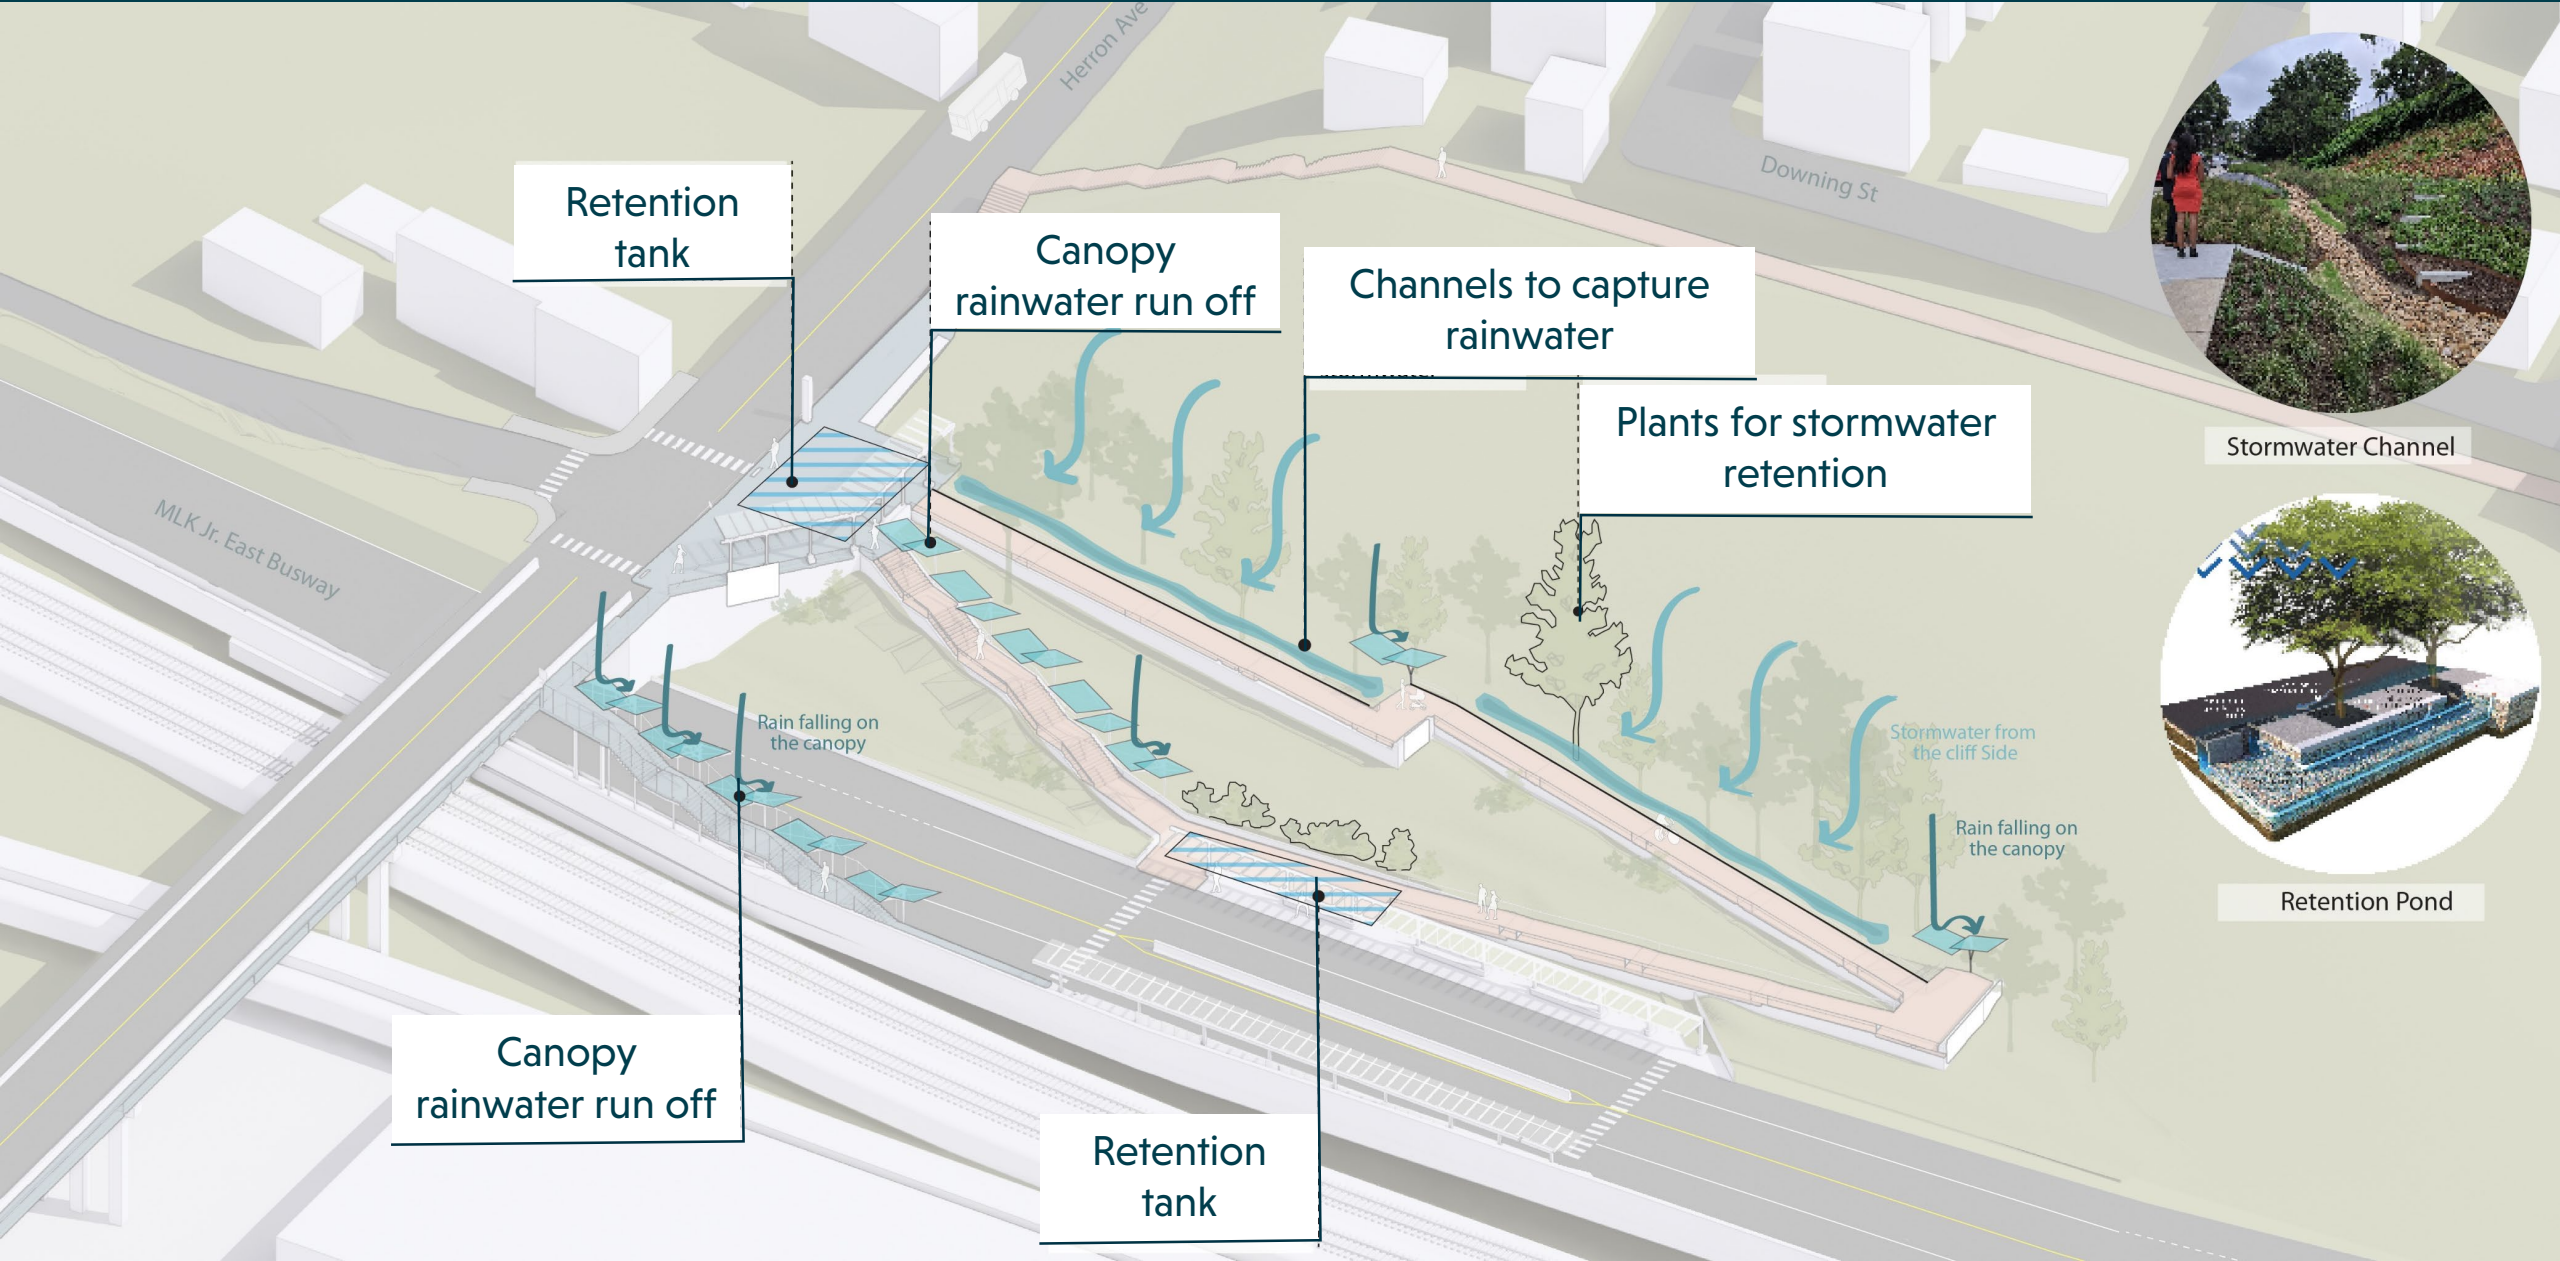 Herron Ave
Downing St
Retention
tank
Canopy
rainwater run off
Channels to capture
rainwater
Plants for stormwater
retention
Stormwater Channel
MLK Jr. East Busway
Rain falling on
the canopy
Stormwater from
the cliff Side
Rain falling on
the canopy
Retention Pond
Canopy
rainwater run off
Retention
tank